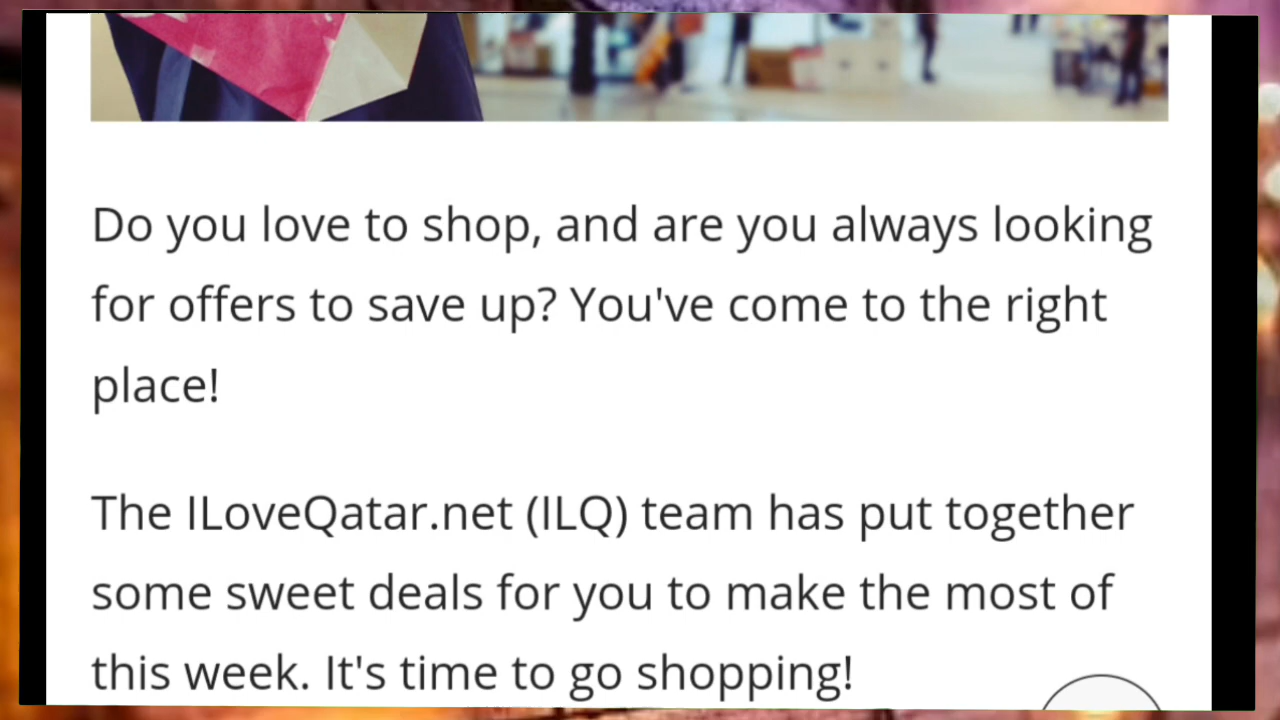 Do you love to shop, and are you always looking
for offers to save up? You've come to the right
place!
The ILoveQatar.net (ILQ) team has put together
some sweet deals for you to make the most of
this week. It's time to go shopping!